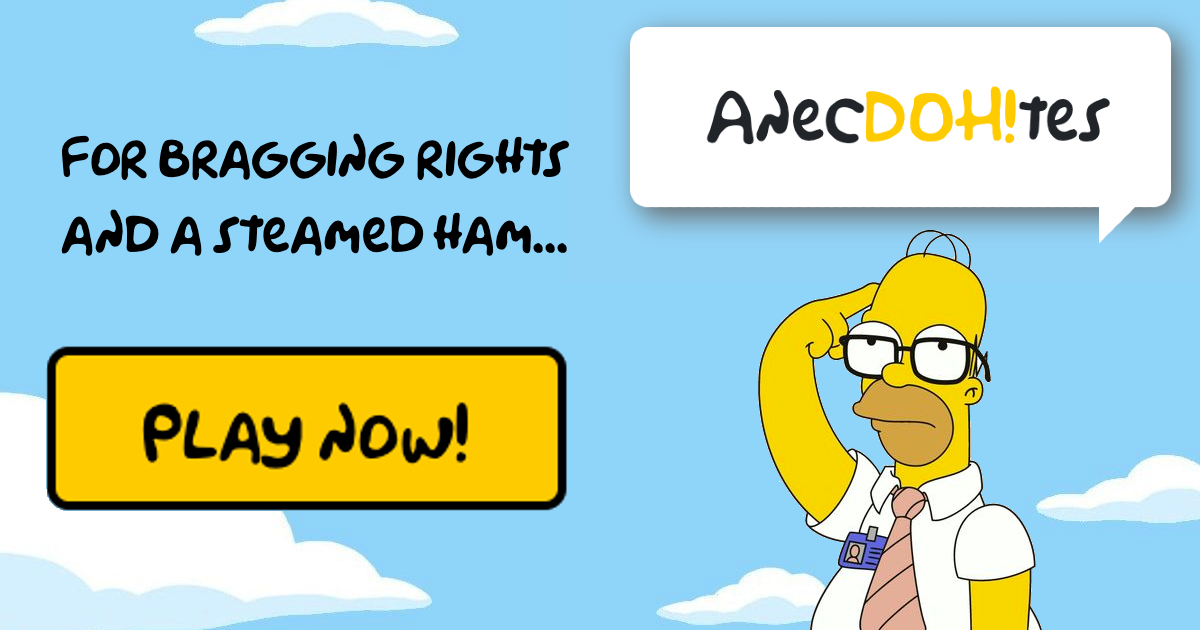 FOR BRAGGING RIGHTS
AND A STEAMED HAM...
PLAY NOW!
AnecDOH!tes